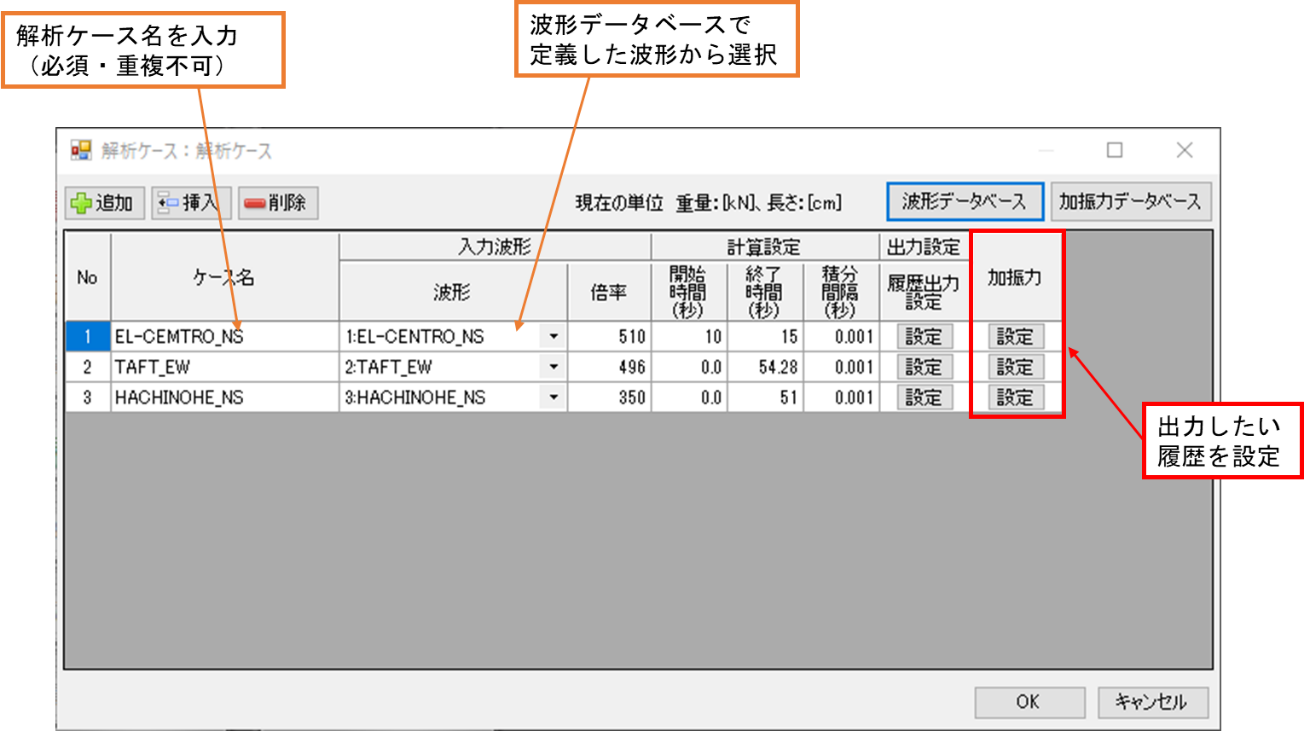 解析ケース名を入力
（必須・重複不可）
波形データベースで
定義した波形から選択
解析ケース：解析ケース
追加 挿入 削除 現在の単位 重量:[kN]、長さ:[cm] 波形データベース 加振力データベース
No ケース名 入力波形 計算設定 出力設定 加振力
波形 倍率 開始時間(秒) 終了時間(秒) 積分間隔(秒) 履歴出力設定
1 EL-CEMTRO_NS 1:EL-CENTRO_NS 510 10 15 0.001 設定 設定
2 TAFT_EW 2:TAFT_EW 496 0.0 54.28 0.001 設定 設定
3 HACHINOHE_NS 3:HACHINOHE_NS 350 0.0 51 0.001 設定 設定
出力したい
履歴を設定
OK キャンセル